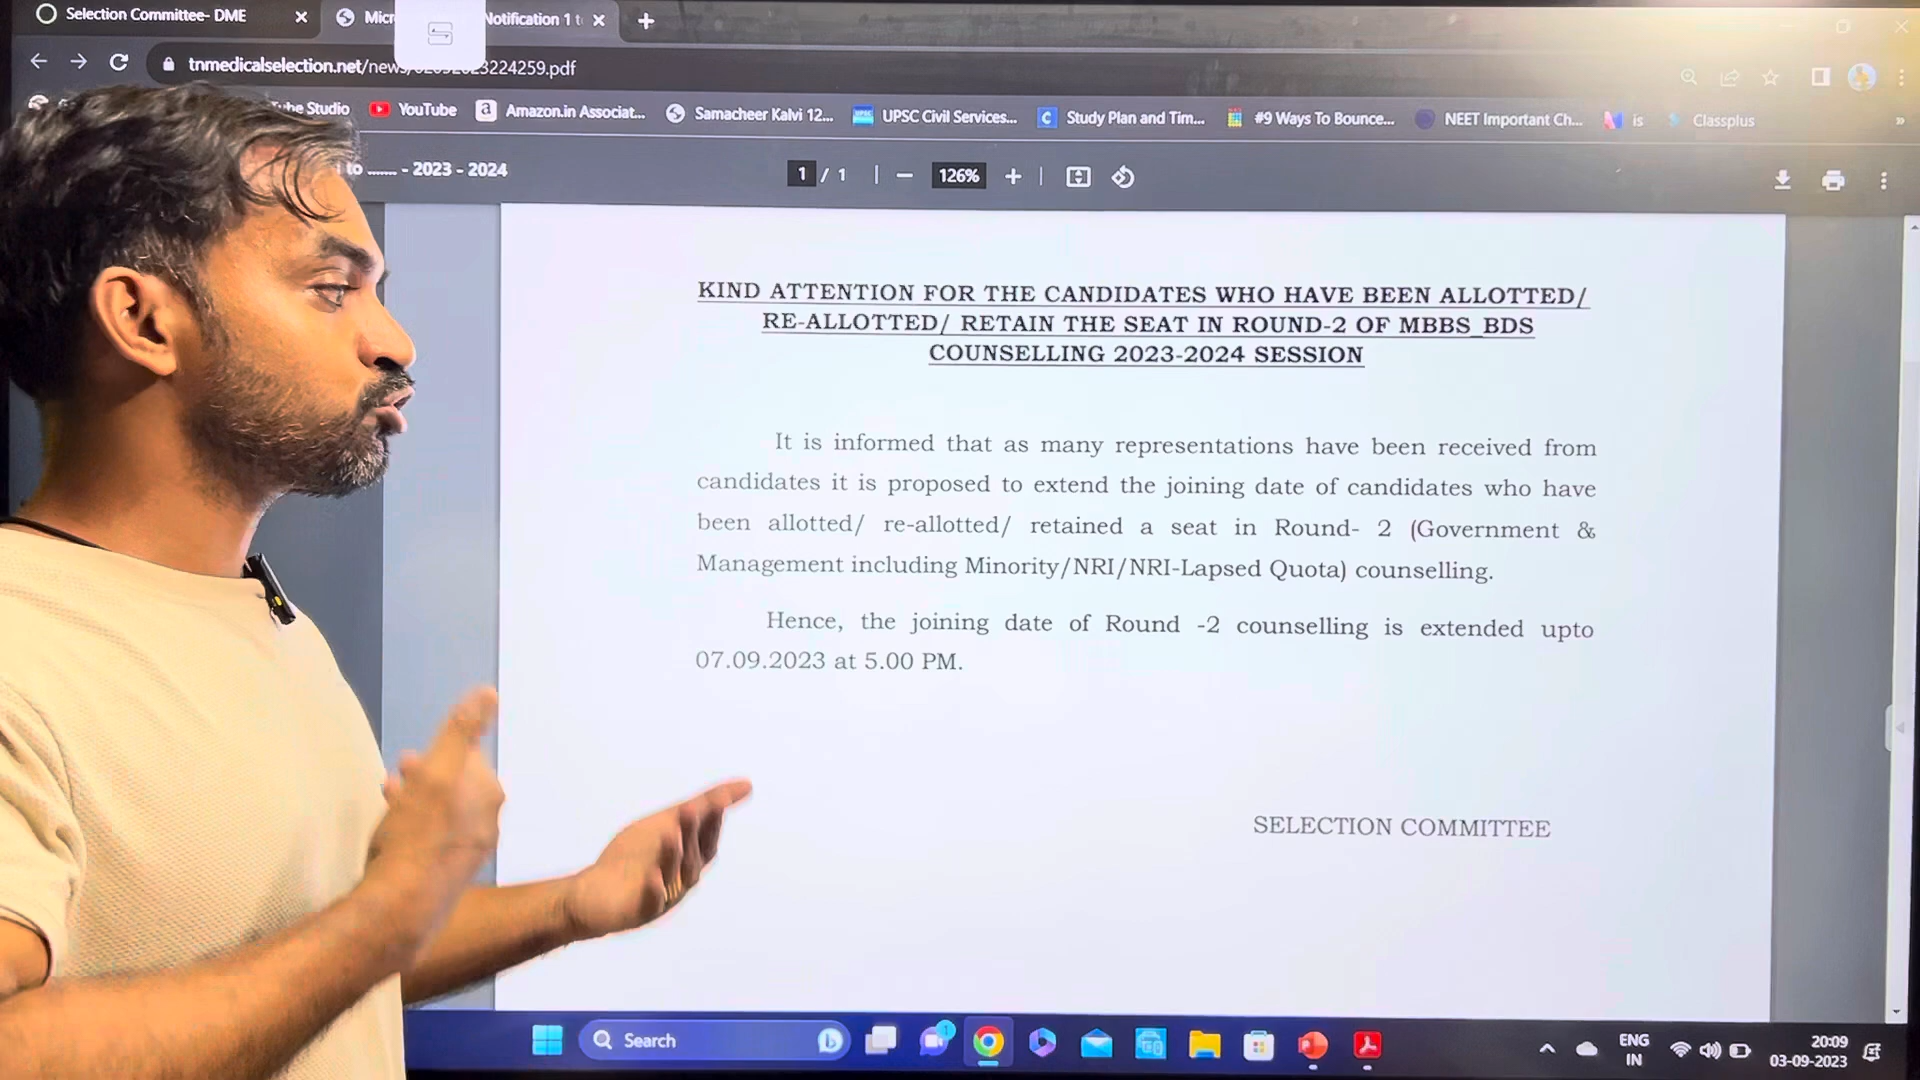 Selection Committee- DME
Micr
Notification 1 t
tnmedicalselection.net/news
3224259.pdf
Studio
YouTube
Amazon.in Associat...
Samacheer Kalvi 12...
UPSC Civil Services...
Study Plan and Tim...
#9 Ways To Bounce...
NEET Important Ch...
is
Classplus
»
to ....... - 2023 - 2024
1 / 1
126%
KIND ATTENTION FOR THE CANDIDATES WHO HAVE BEEN ALLOTTED/
RE-ALLOTTED/ RETAIN THE SEAT IN ROUND-2 OF MBBS_BDS
COUNSELLING 2023-2024 SESSION
It is informed that as many representations have been received from
candidates it is proposed to extend the joining date of candidates who have
been allotted/ re-allotted/ retained a seat in Round- 2 (Government &
Management including Minority/NRI/NRI-Lapsed Quota) counselling.
Hence, the joining date of Round -2 counselling is extended upto
07.09.2023 at 5.00 PM.
SELECTION COMMITTEE
Search
1
ENG
IN
20:09
03-09-2023